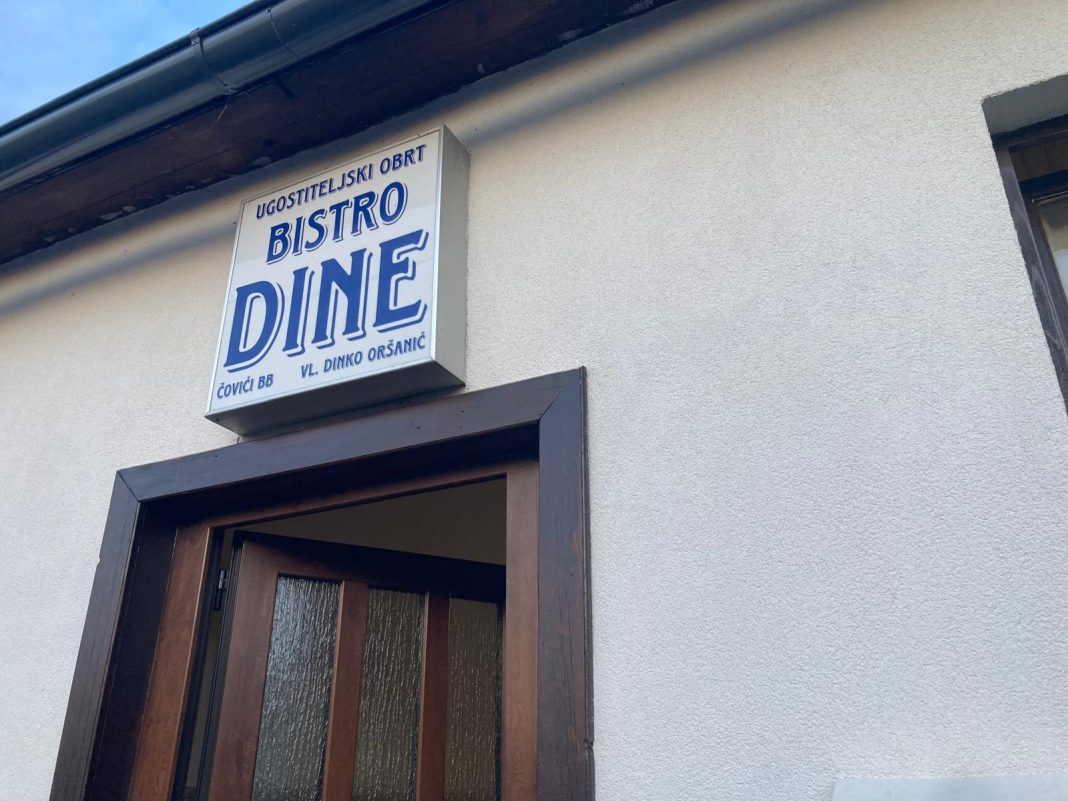 UGOSTITELJSKI OBRT
BISTRO
DINE
ČOVIĆI BB VL. DINKO ORŠANIĆ